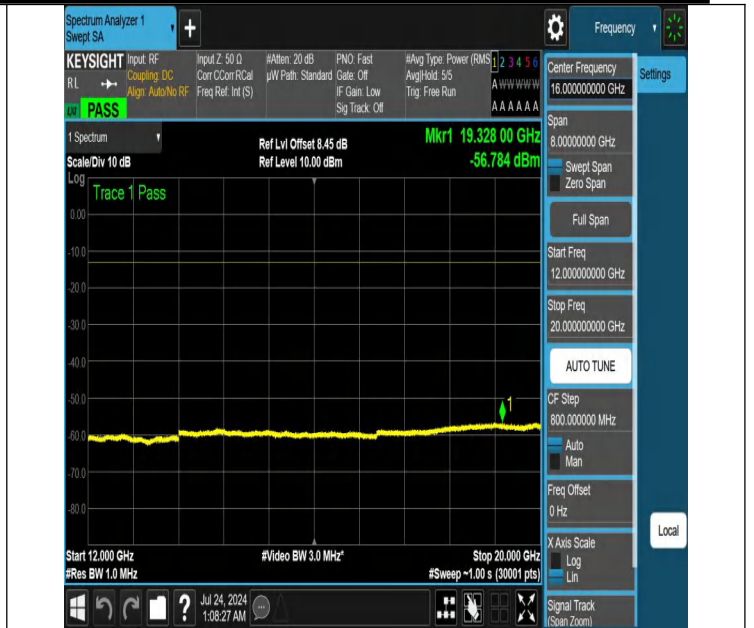 Spectrum Analyzer 1
Swept SA
Frequency
KEYSIGHT
RL
LXI
PASS
Input: RF
Coupling: DC
Align: Auto/No RF
Input Z: 50 Ω
Corr CCorr RCal
Freq Ref: Int (S)
#Atten: 20 dB
µW Path: Standard
PNO: Fast
Gate: Off
IF Gain: Low
Sig Track: Off
#Avg Type: Power (RMS
Avg|Hold: 5/5
Trig: Free Run
1 2 3 4 5 6
A W W W W W
A A A A A A
1 Spectrum
Scale/Div 10 dB
Ref Lvl Offset 8.45 dB
Ref Level 10.00 dBm
Mkr1 19.328 00 GHz
-56.784 dBm
Log
Trace 1 Pass
0.00
-10.0
-20.0
-30.0
-40.0
-50.0
-60.0
-70.0
-80.0
1
Start 12.000 GHz
#Res BW 1.0 MHz
#Video BW 3.0 MHz*
Stop 20.000 GHz
#Sweep ~1.00 s (30001 pts)
?
Jul 24, 2024
1:08:27 AM
Center Frequency
16.000000000 GHz
Settings
Span
8.00000000 GHz
Swept Span
Zero Span
Full Span
Start Freq
12.000000000 GHz
Stop Freq
20.000000000 GHz
AUTO TUNE
CF Step
800.000000 MHz
Auto
Man
Freq Offset
0 Hz
X Axis Scale
Log
Lin
Local
Signal Track
(Span Zoom)